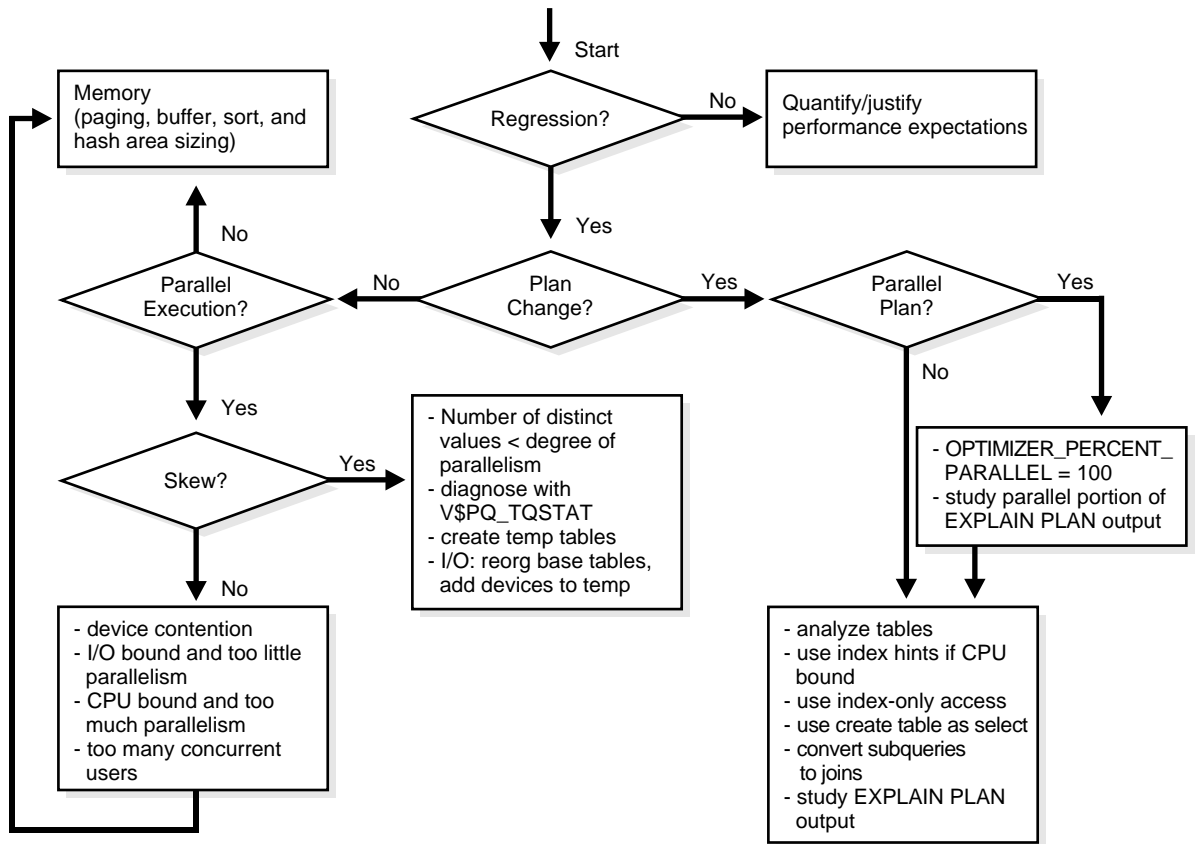 Start
Memory
(paging, buffer, sort, and
hash area sizing)
Regression?
No
Quantify/justify
performance expectations
No
Yes
Parallel
Execution?
No
Plan
Change?
Yes
Parallel
Plan?
Yes
No
Yes
Skew?
Yes
- Number of distinct
values < degree of
parallelism
- diagnose with
V$PQ_TQSTAT
- create temp tables
- I/O: reorg base tables,
add devices to temp
- OPTIMIZER_PERCENT_
PARALLEL = 100
- study parallel portion of
EXPLAIN PLAN output
No
- device contention
- I/O bound and too little
parallelism
- CPU bound and too
much parallelism
- too many concurrent
users
- analyze tables
- use index hints if CPU
bound
- use index-only access
- use create table as select
- convert subqueries
to joins
- study EXPLAIN PLAN
output